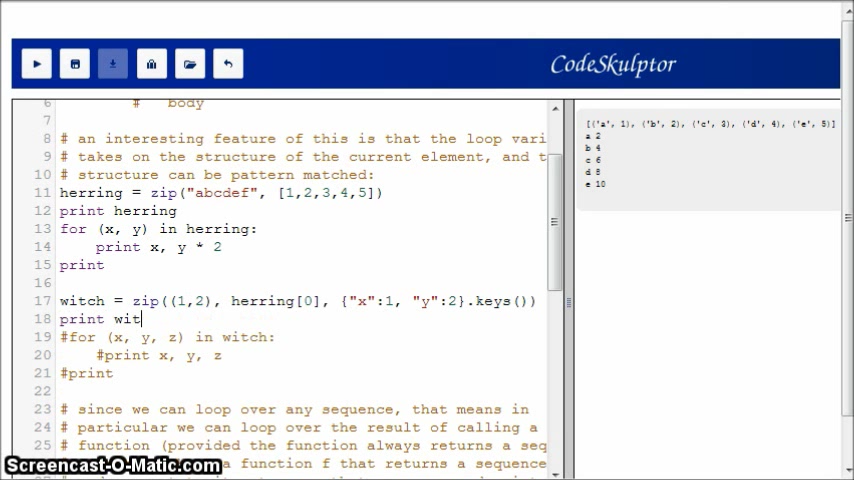 CodeSkulptor
6 # body
7
8 # an interesting feature of this is that the loop vari
9 # takes on the structure of the current element, and t
10 # structure can be pattern matched:
11 herring = zip("abcdef", [1,2,3,4,5])
12 print herring
13 for (x, y) in herring:
14 print x, y * 2
15 print
16
17 witch = zip((1,2), herring[0], {"x":1, "y":2}.keys())
18 print wit
19 #for (x, y, z) in witch:
20 #print x, y, z
21 #print
22
23 # since we can loop over any sequence, that means in
24 # particular we can loop over the result of calling a
25 # function (provided the function always returns a seq
a function f that returns a sequence
[('a', 1), ('b', 2), ('c', 3), ('d', 4), ('e', 5)]
a 2
b 4
c 6
d 8
e 10
Screencast-O-Matic.com